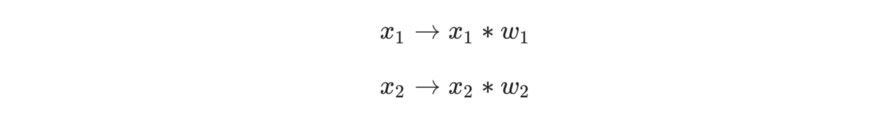 x₁ → x₁ * w₁
x₂ → x₂ * w₂